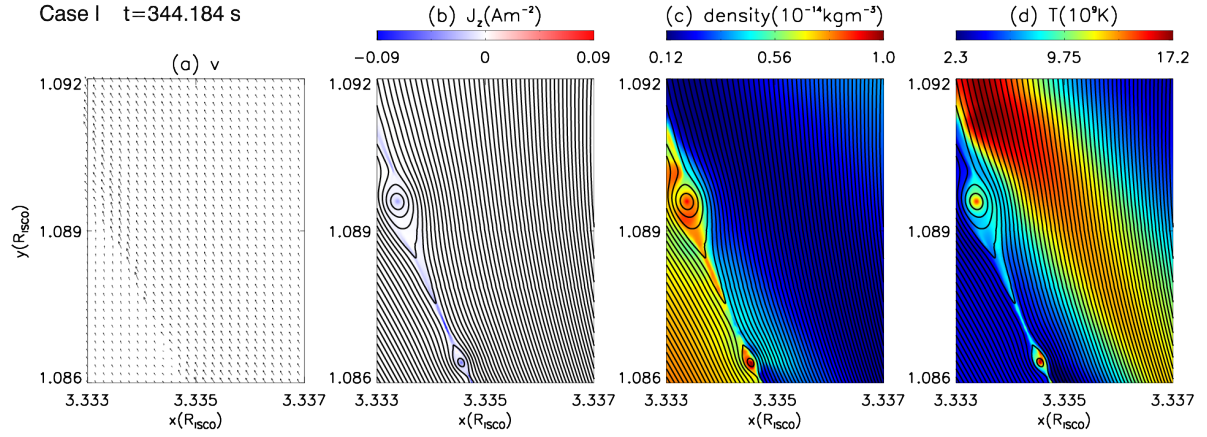 Case I t=344.184 s
(a) v
1.092
1.089
1.086
y(R_ISCO)
3.333 3.335 3.337
x(R_ISCO)
(b) J_z(Am⁻²)
−0.09 0 0.09
1.092
1.089
1.086
3.333 3.335 3.337
x(R_ISCO)
(c) density(10⁻¹⁴kgm⁻³)
0.12 0.56 1.0
1.092
1.089
1.086
3.333 3.335 3.337
x(R_ISCO)
(d) T(10⁹K)
2.3 9.75 17.2
1.092
1.089
1.086
3.333 3.335 3.337
x(R_ISCO)